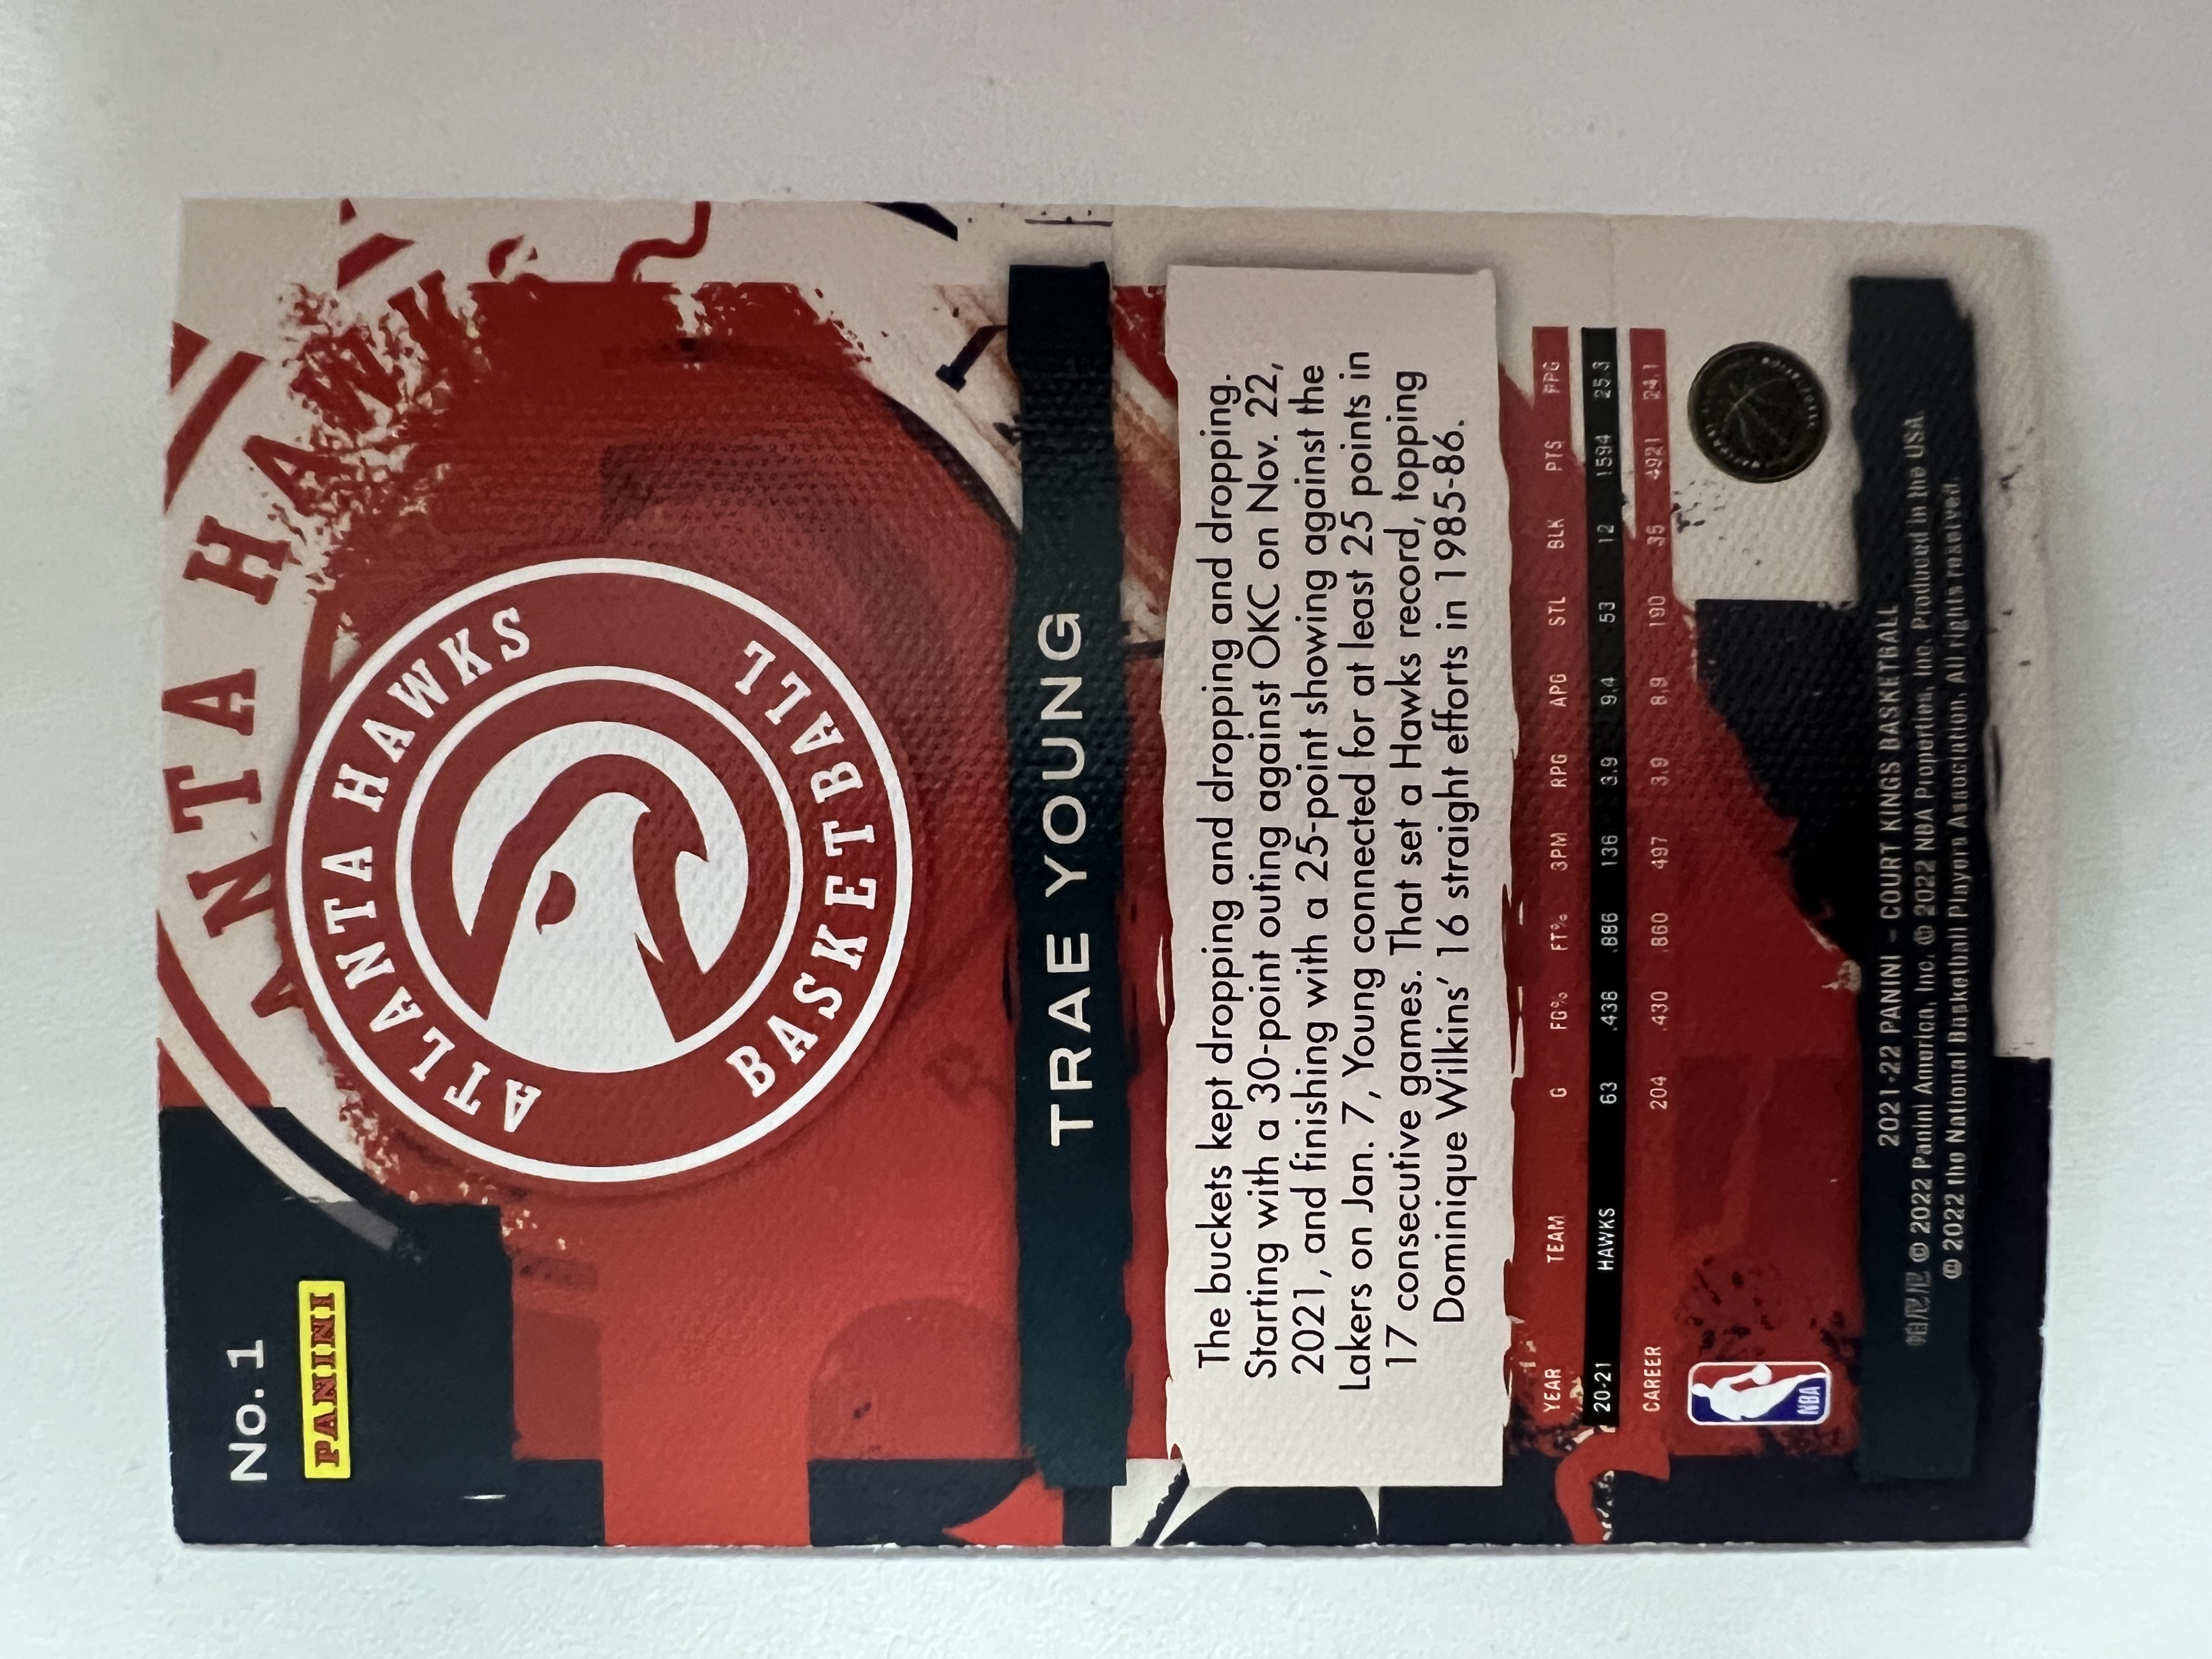 No. 1
PANINI
ANTA HAWK
ATLANTA HAWKS
BASKETBALL
TRAE YOUNG
The buckets kept dropping and dropping and dropping.
Starting with a 30-point outing against OKC on Nov. 22,
2021, and finishing with a 25-point showing against the
Lakers on Jan. 7, Young connected for at least 25 points in
17 consecutive games. That set a Hawks record, topping
Dominique Wilkins' 16 straight efforts in 1985-86.
YEAR TEAM G FG% FT% 3PM RPG APG STL BLK PTS PPG
20-21 HAWKS 63 .438 .886 136 3.9 9.4 53 12 1594 25.3
CAREER 204 .430 .860 497 3.9 8.9 190 35 4921 24.1
NBA
2021-22 PANINI - COURT KINGS BASKETBALL
© 2022 Panini America, Inc. © 2022 NBA Properties, Inc. Produced in the USA.
© 2022 the National Basketball Players Association. All rights reserved.